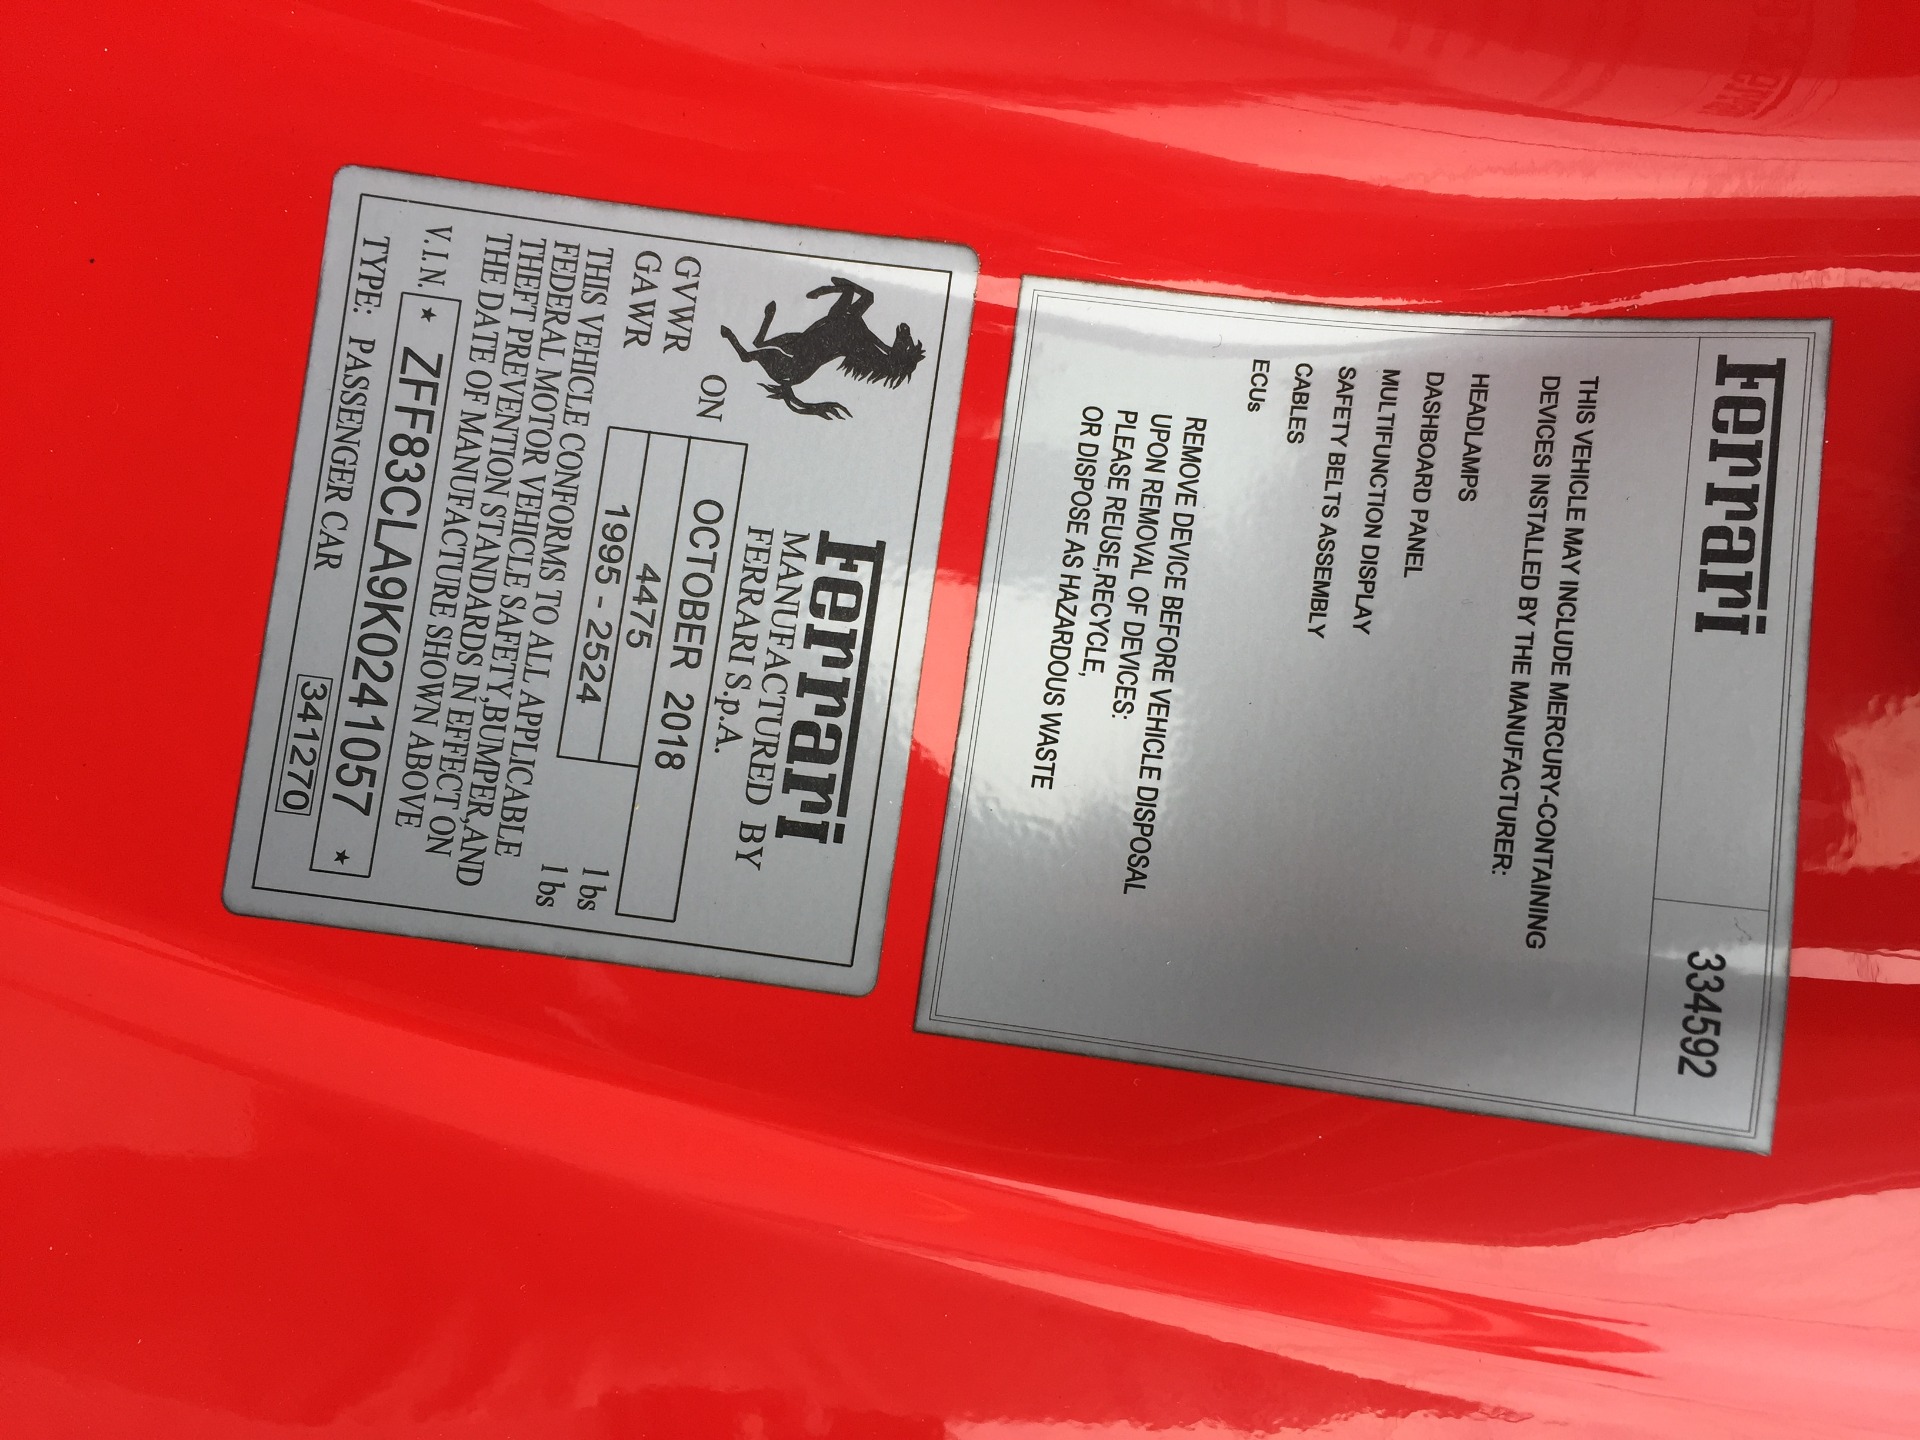 Ferrari 334592
THIS VEHICLE MAY INCLUDE MERCURY-CONTAINING
DEVICES INSTALLED BY THE MANUFACTURER:
HEADLAMPS
DASHBOARD PANEL
MULTIFUNCTION DISPLAY
SAFETY BELTS ASSEMBLY
CABLES
ECUs
REMOVE DEVICE BEFORE VEHICLE DISPOSAL
UPON REMOVAL OF DEVICES:
PLEASE REUSE,RECYCLE,
OR DISPOSE AS HAZARDOUS WASTE
Ferrari
MANUFACTURED BY
FERRARI S.p.A.
ON OCTOBER 2018
GVWR 4475 lbs
GAWR 1995 - 2524 lbs
THIS VEHICLE CONFORMS TO ALL APPLICABLE
FEDERAL MOTOR VEHICLE SAFETY,BUMPER,AND
THEFT PREVENTION STANDARDS IN EFFECT ON
THE DATE OF MANUFACTURE SHOWN ABOVE
V.I.N. ★ ZFF83CLA9K0241057 ★
TYPE: PASSENGER CAR 341270